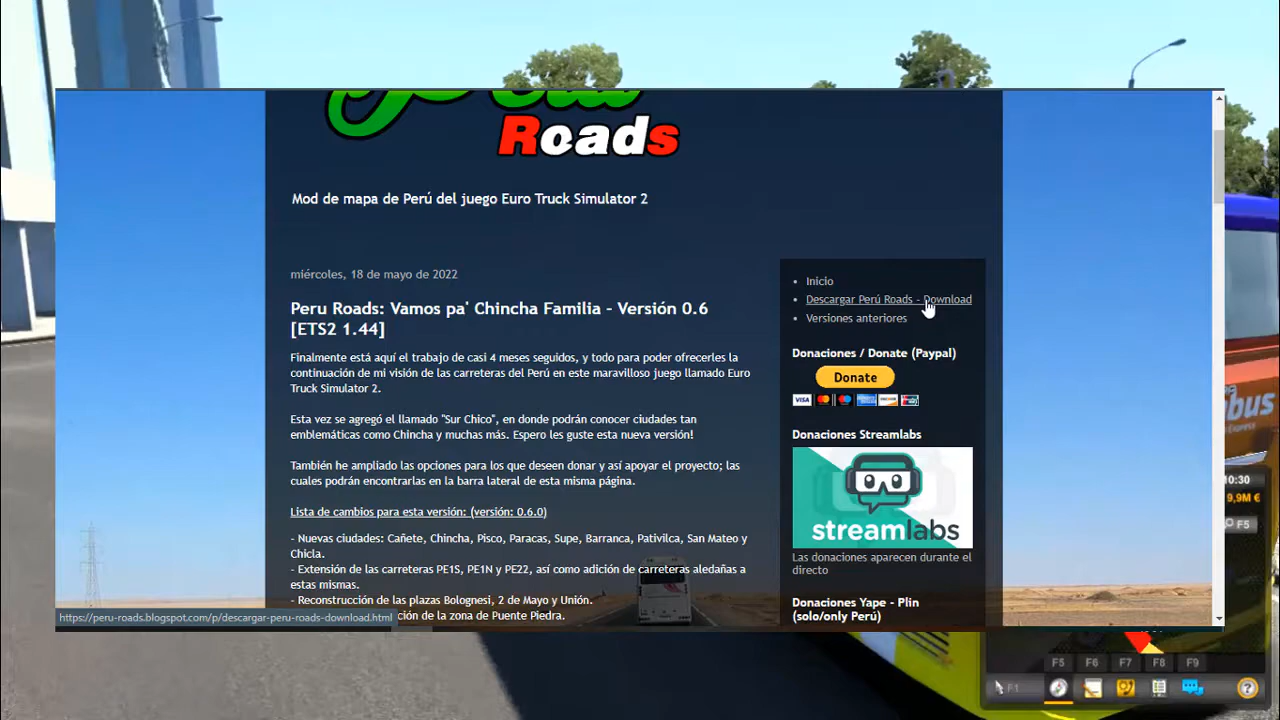 Roads
Mod de mapa de Perú del juego Euro Truck Simulator 2
miércoles, 18 de mayo de 2022
Peru Roads: Vamos pa' Chincha Familia - Versión 0.6
[ETS2 1.44]
Finalmente está aquí el trabajo de casi 4 meses seguidos, y todo para poder ofrecerles la
continuación de mi visión de las carreteras del Perú en este maravilloso juego llamado Euro
Truck Simulator 2.
Esta vez se agregó el llamado "Sur Chico", en donde podrán conocer ciudades tan
emblemáticas como Chincha y muchas más. Espero les guste esta nueva versión!
También he ampliado las opciones para los que deseen donar y así apoyar el proyecto; las
cuales podrán encontrarlas en la barra lateral de esta misma página.
Lista de cambios para esta versión: (versión: 0.6.0)
- Nuevas ciudades: Cañete, Chincha, Pisco, Paracas, Supe, Barranca, Pativilca, San Mateo y
Chicla.
- Extensión de las carreteras PE1S, PE1N y PE22, así como adición de carreteras aledañas a
estas mismas.
- Reconstrucción de las plazas Bolognesi, 2 de Mayo y Unión.
ción de la zona de Puente Piedra.
https://peru-roads.blogspot.com/p/descargar-peru-roads-download.html
Inicio
Descargar Perú Roads - Download
Versiones anteriores
Donaciones / Donate (Paypal)
Donate
VISA
Donaciones Streamlabs
streamlabs
Las donaciones aparecen durante el
directo
Donaciones Yape - Plin
(solo/only Perú)
bus
Express
10:30
9,9M €
F5
F5 F6 F7 F8 F9
F1
?